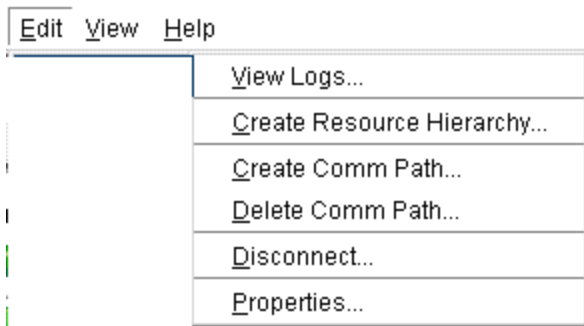 Edit View Help
View Logs...
Create Resource Hierarchy...
Create Comm Path...
Delete Comm Path...
Disconnect...
Properties...